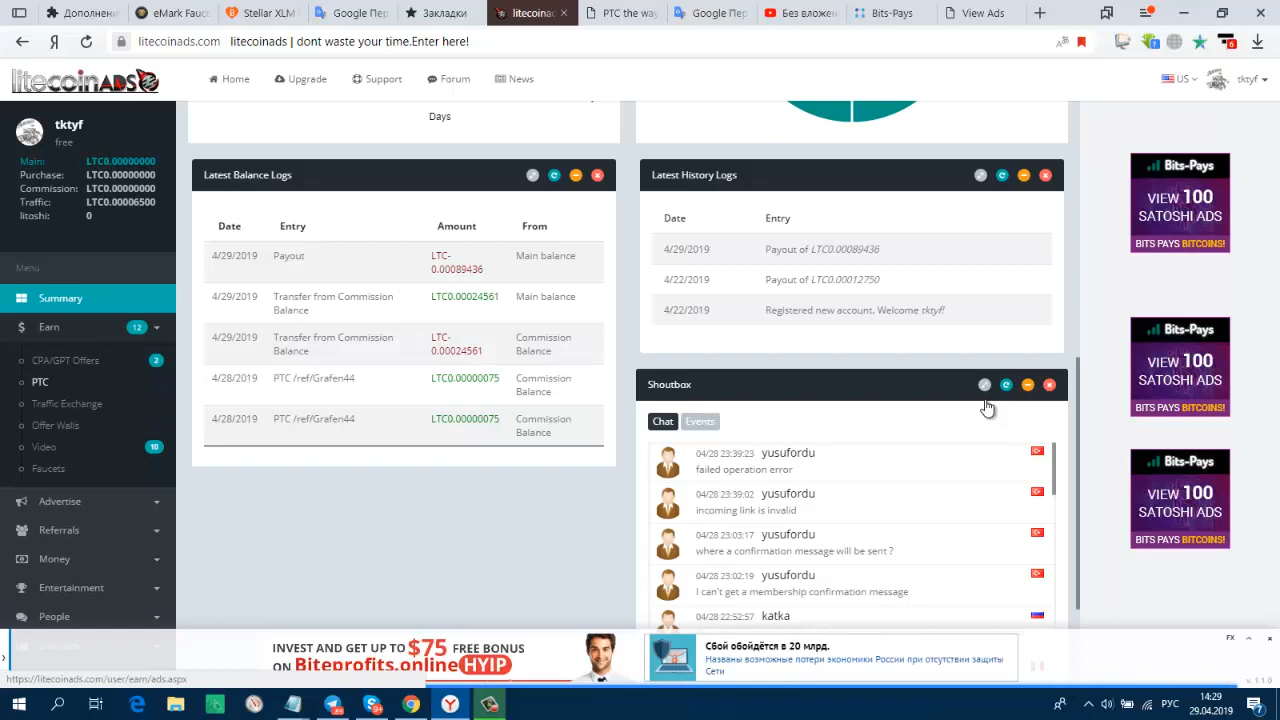 Dogeminer
eMark Fauce
Stellar XLM
Google Пер
Закладки
litecoinads
PTC the way
Google Пер
Без вложен
Bits-Pays
View Ads
Я
litecoinads.com litecoinads | dont waste your time.Enter here!
7
6
litecoinADS
Home
Upgrade
Support
Forum
News
US
tktyf
tktyf
free
Main: LTC0.00000000
Purchase: LTC0.00000000
Commission: LTC0.00000000
Traffic: LTC0.00006500
litoshi: 0
Menu
Summary
$ Earn 12
CPA/GPT Offers 2
PTC
Traffic Exchange
Offer Walls
Video 10
Faucets
Advertise
Referrals
Money
Entertainment
People
Days
Latest Balance Logs
Date Entry Amount From
4/29/2019 Payout LTC-
0.00089436 Main balance
4/29/2019 Transfer from Commission
Balance LTC0.00024561 Main balance
4/29/2019 Transfer from Commission
Balance LTC-
0.00024561 Commission
Balance
4/28/2019 PTC /ref/Grafen44 LTC0.00000075 Commission
Balance
4/28/2019 PTC /ref/Grafen44 LTC0.00000075 Commission
Balance
Latest History Logs
Date Entry
4/29/2019 Payout of LTC0.00089436
4/22/2019 Payout of LTC0.00012750
4/22/2019 Registered new account. Welcome tktyf!
Shoutbox
Chat Events
04/28 23:39:23 yusufordu
failed operation error
04/28 23:39:02 yusufordu
incoming link is invalid
04/28 23:03:17 yusufordu
where a confirmation message will be sent ?
04/28 23:02:19 yusufordu
I can't get a membership confirmation message
04/28 22:52:57 katka
Bits-Pays
VIEW 100
SATOSHI ADS
BITS PAYS BITCOINS!
Bits-Pays
VIEW 100
SATOSHI ADS
BITS PAYS BITCOINS!
Bits-Pays
VIEW 100
SATOSHI ADS
BITS PAYS BITCOINS!
INVEST AND GET UP TO $75 FREE BONUS
ON Biteprofits.online HYIP
Сбой обойдётся в 20 млрд.
Названы возможные потери экономики России при отсутствии защиты
Сети
FX
v. 1.1.0
https://litecoinads.com/user/earn/ads.aspx
89
9+
РУС
14:29
29.04.2019
7